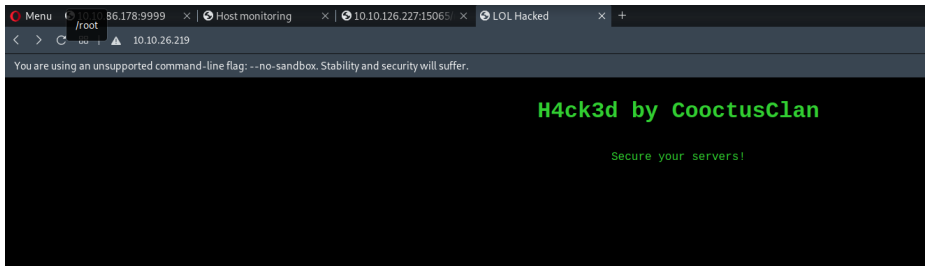 Menu 10.10.86.178:9999 Host monitoring 10.10.126.227:15065/ LOL Hacked
/root
10.10.26.219
You are using an unsupported command-line flag: --no-sandbox. Stability and security will suffer.
H4ck3d by CooctusClan
Secure your servers!